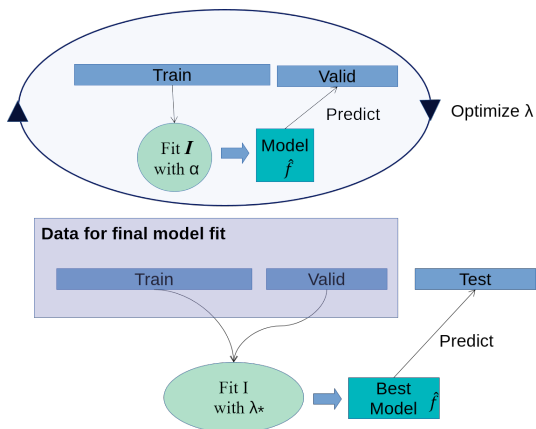 Train
Valid
Predict
Optimize λ
Fit I
with α
Model
f̂
Data for final model fit
Train
Valid
Test
Predict
Fit I
with λ*
Best
Model f̂